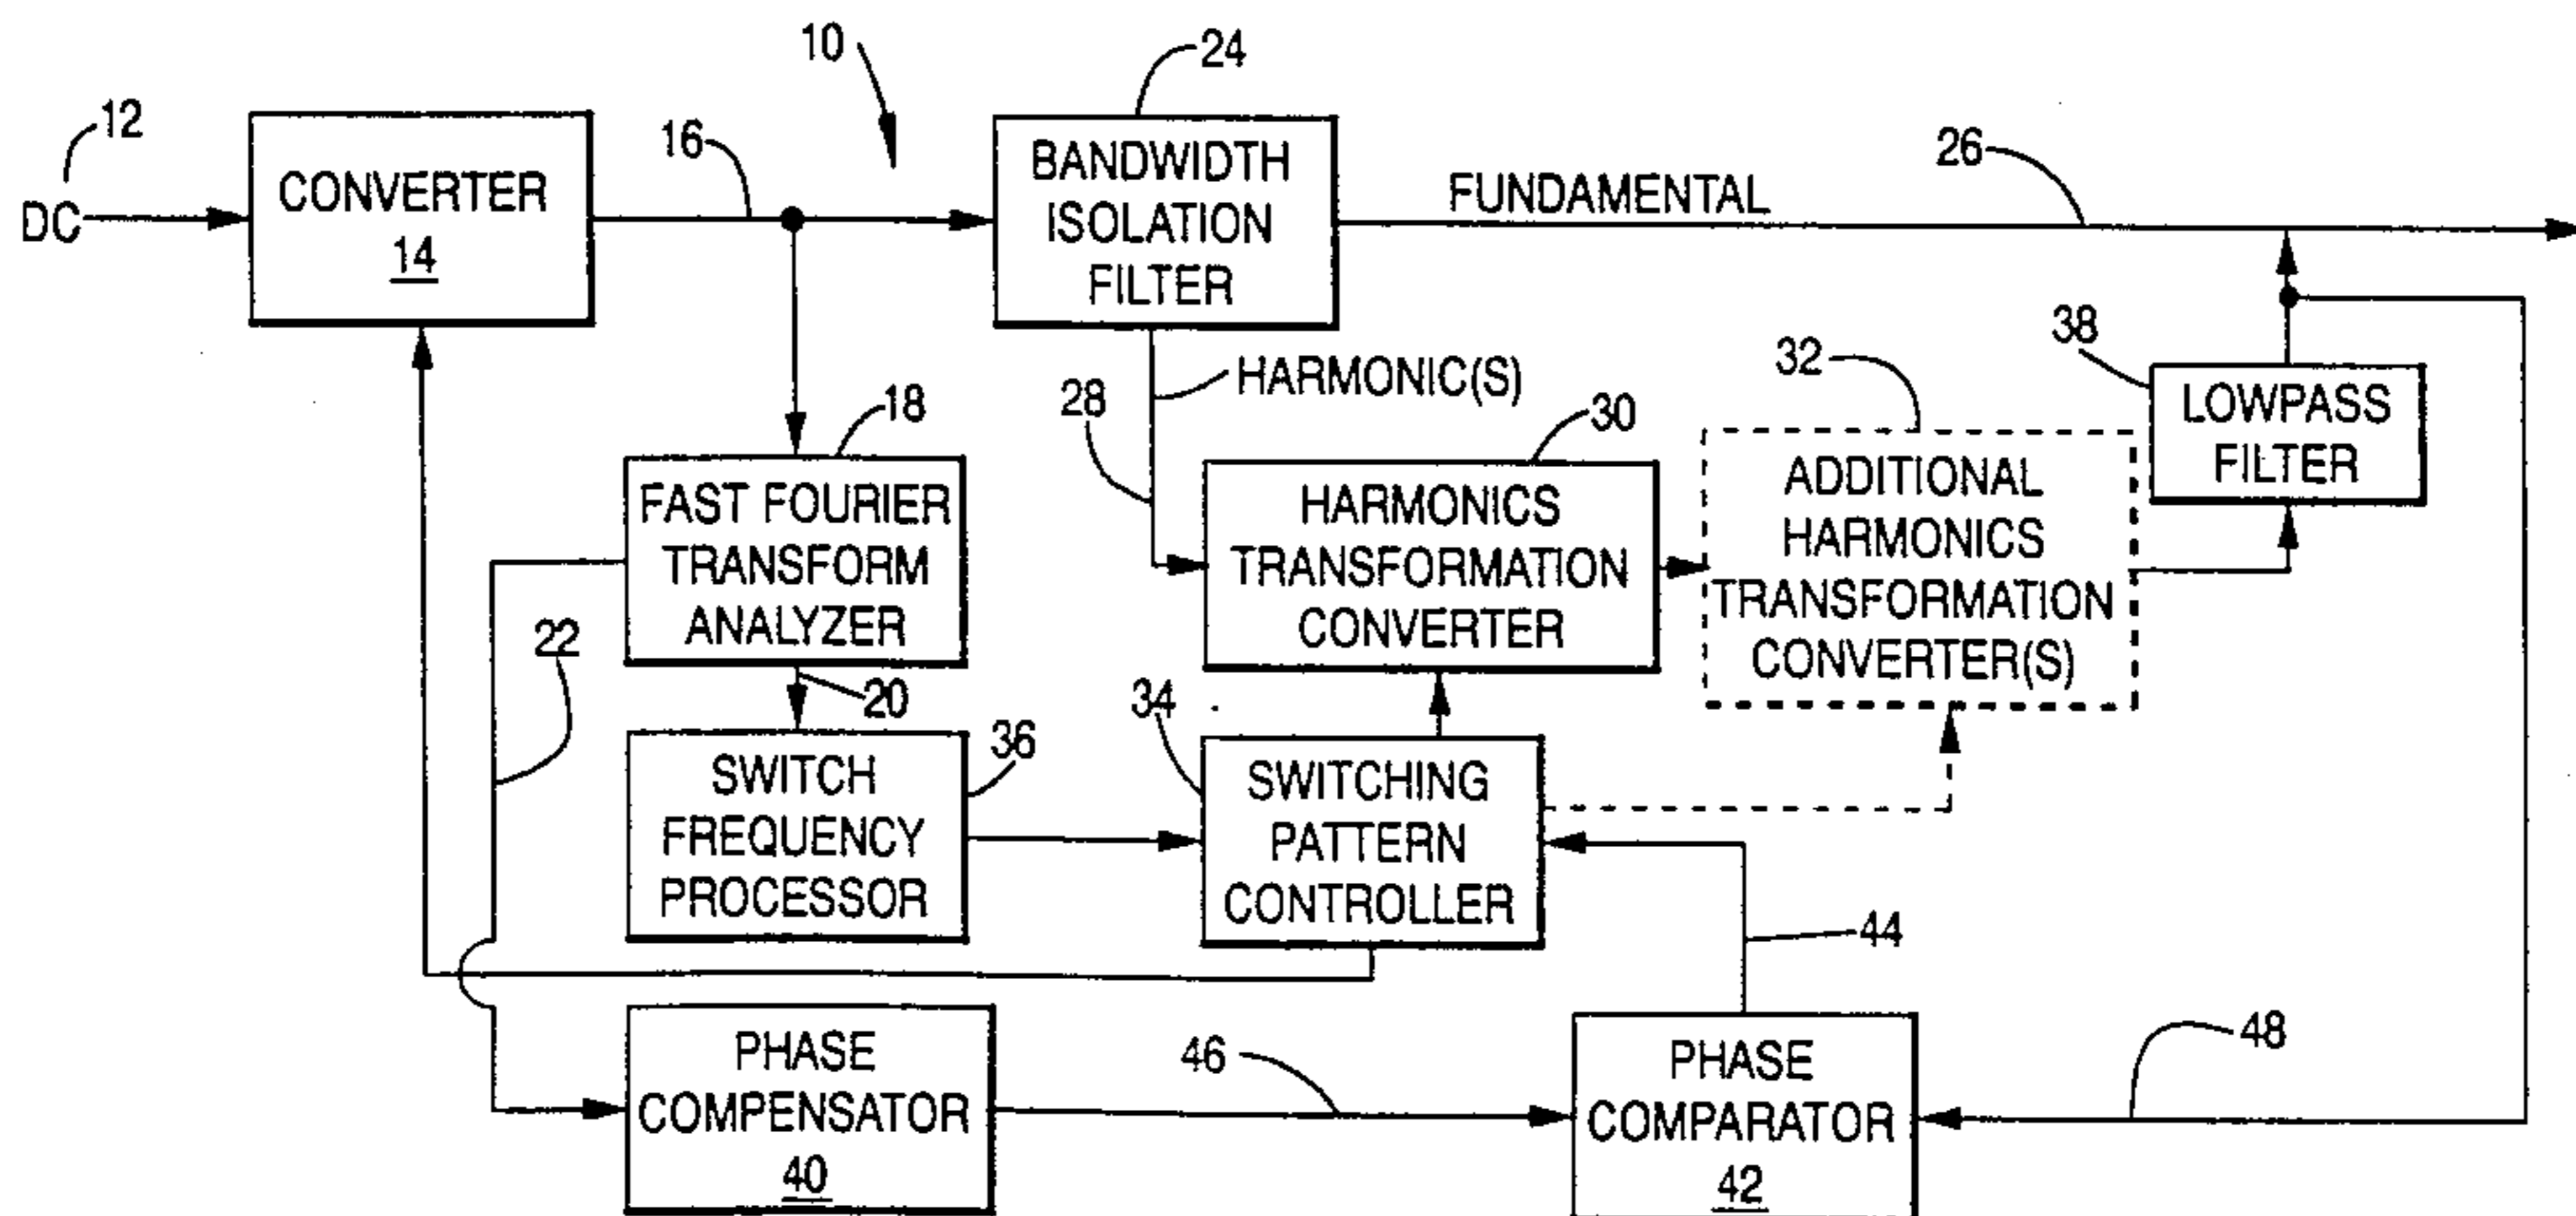 10
24
12
DC
CONVERTER
14
16
BANDWIDTH
ISOLATION
FILTER
FUNDAMENTAL
26
HARMONIC(S)
28
18
FAST FOURIER
TRANSFORM
ANALYZER
20
22
30
HARMONICS
TRANSFORMATION
CONVERTER
32
ADDITIONAL
HARMONICS
TRANSFORMATION
CONVERTER(S)
38
LOWPASS
FILTER
36
SWITCH
FREQUENCY
PROCESSOR
34
SWITCHING
PATTERN
CONTROLLER
44
PHASE
COMPENSATOR
40
46
PHASE
COMPARATOR
42
48